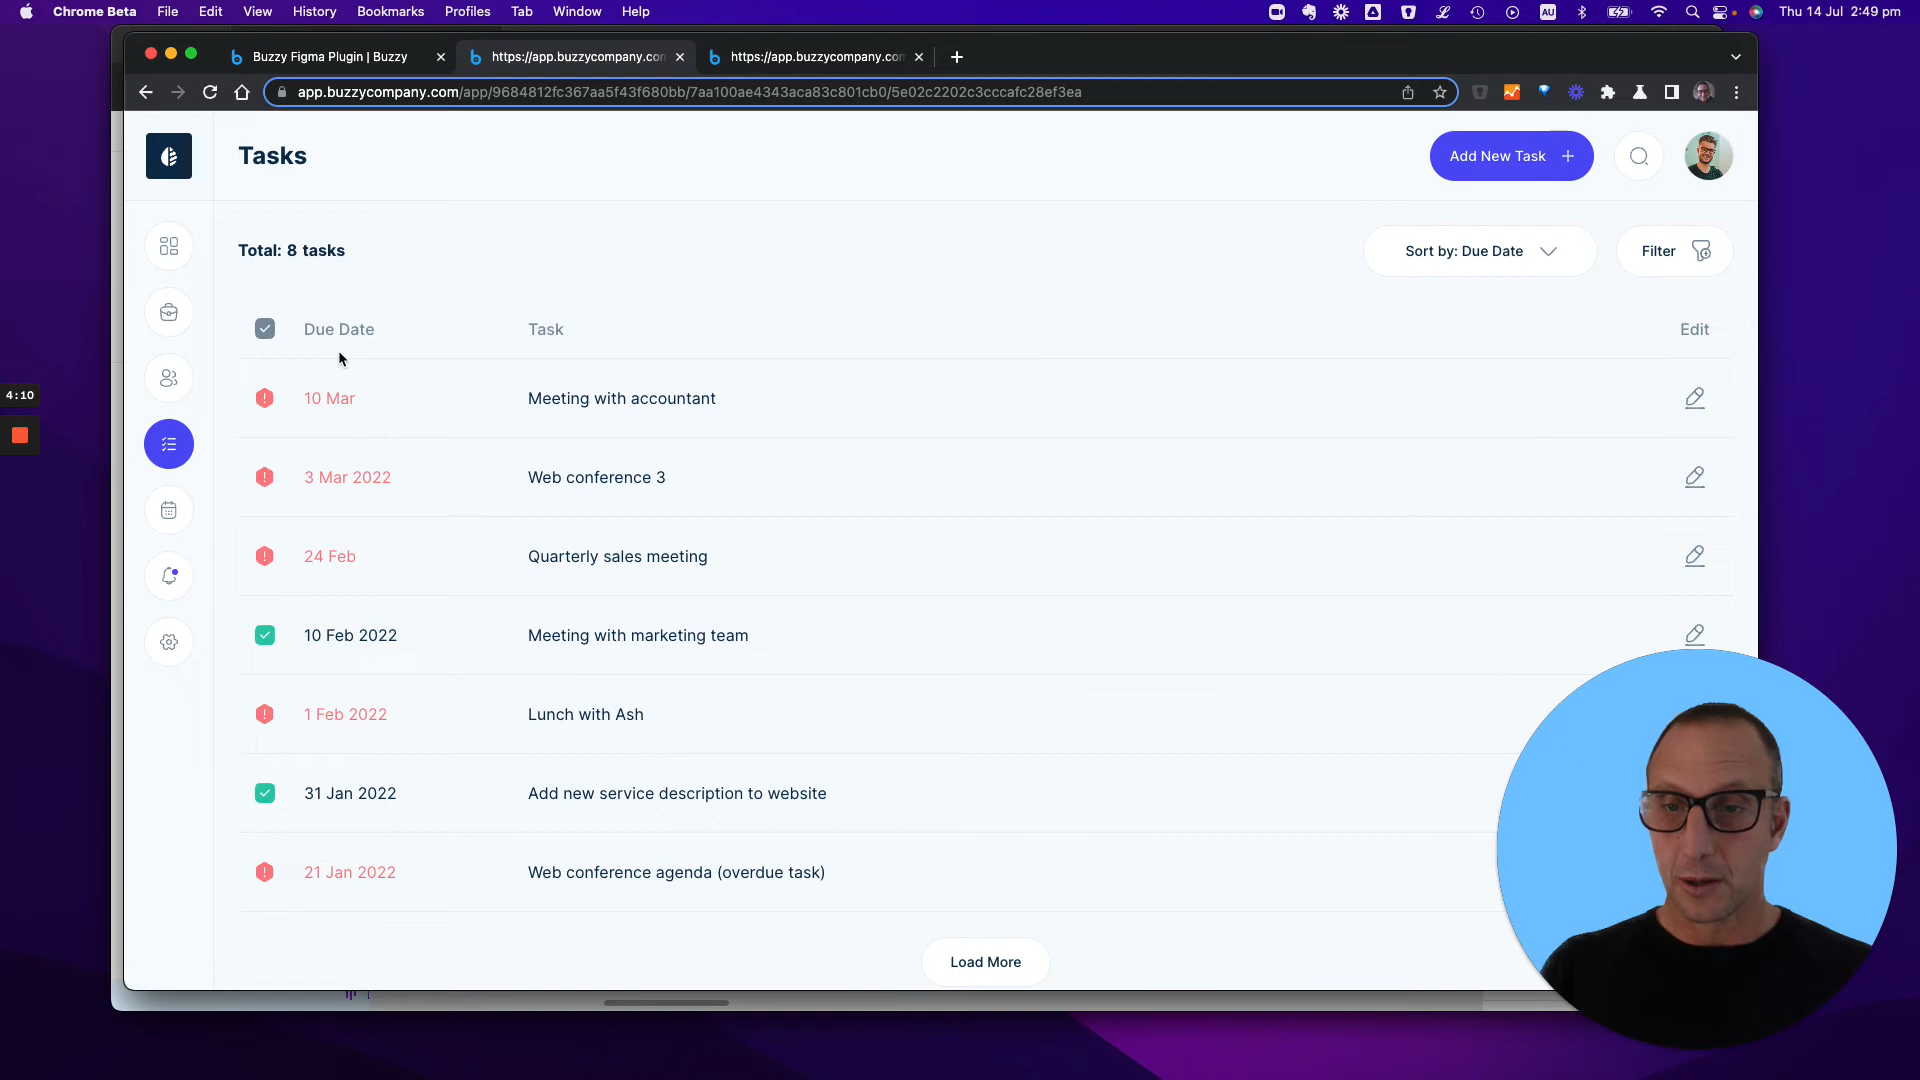 Chrome Beta File Edit View History Bookmarks Profiles Tab Window Help
AU
Thu 14 Jul 2:49 pm
Buzzy Figma Plugin | Buzzy
https://app.buzzycompany.con
https://app.buzzycompany.com
app.buzzycompany.com/app/9684812fc367aa5f43f680bb/7aa100ae4343aca83c801cb0/5e02c2202c3cccafc28ef3ea
Tasks
Add New Task +
Total: 8 tasks
Sort by: Due Date
Filter
Due Date Task Edit
10 Mar Meeting with accountant
4:10
3 Mar 2022 Web conference 3
24 Feb Quarterly sales meeting
10 Feb 2022 Meeting with marketing team
1 Feb 2022 Lunch with Ash
31 Jan 2022 Add new service description to website
21 Jan 2022 Web conference agenda (overdue task)
Load More